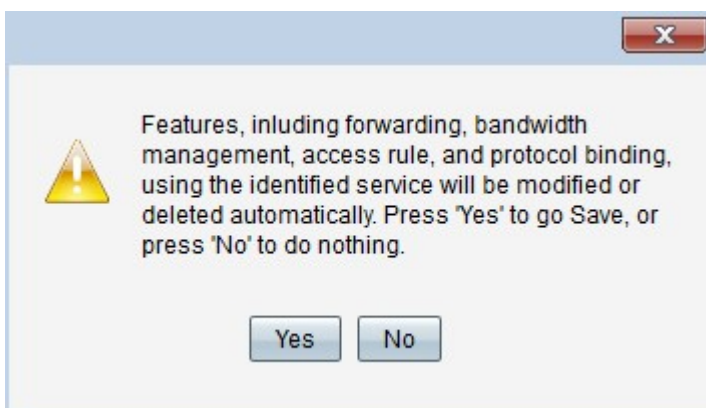 Features, inluding forwarding, bandwidth
management, access rule, and protocol binding,
using the identified service will be modified or
deleted automatically. Press 'Yes' to go Save, or
press 'No' to do nothing.
Yes No